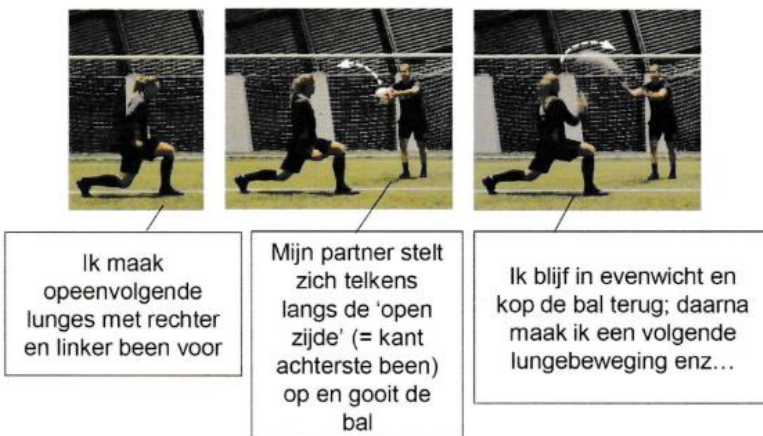 Ik maak
opeenvolgende
lunges met rechter
en linker been voor
Mijn partner stelt
zich telkens
langs de ‘open
zijde’ (= kant
achterste been)
op en gooit de
bal
Ik blijf in evenwicht en
kop de bal terug; daarna
maak ik een volgende
lungebeweging enz…